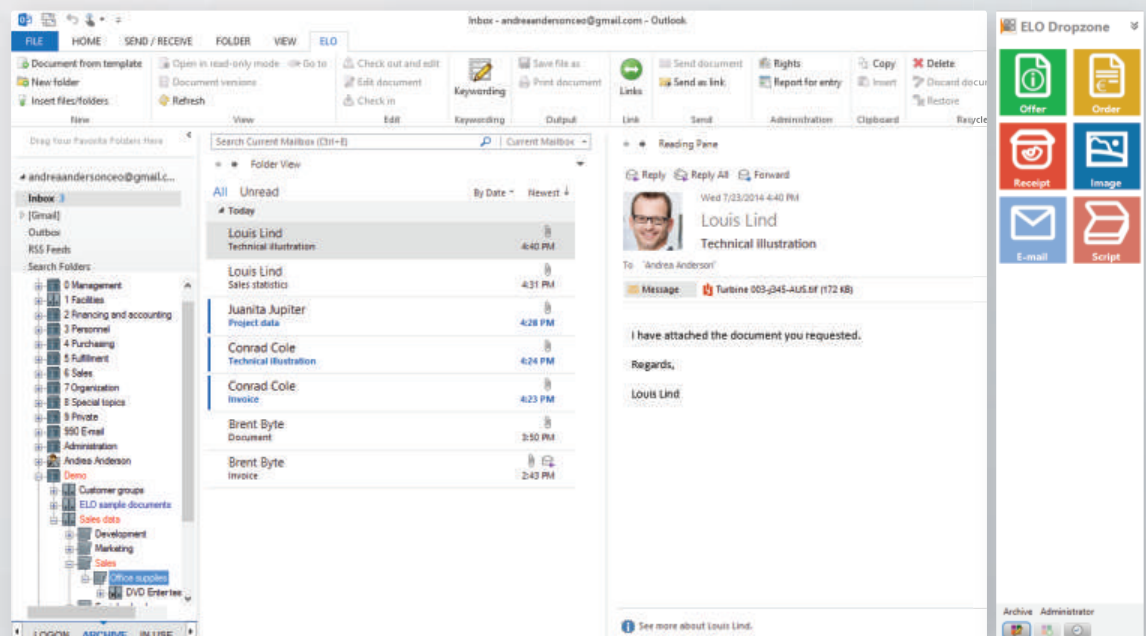 Inbox - andreaandersonceo@gmail.com - Outlook
FILE HOME SEND / RECEIVE FOLDER VIEW ELO
Document from template
New folder
Insert files/folders
New
Open in read-only mode Go to
Document versions
Refresh
View
Check out and edit
Edit document
Check in
Edit
Keywording
Keywording
Save file as
Print document
Output
Links
Link
Send document
Send as link
Send
Rights
Report for entry
Administration
Copy
Insert
Clipboard
Delete
Discard docu
Restore
Recycle
Drag Your Favorite Folders Here
andreaandersonceo@gmail.c...
Inbox 3
[Gmail]
Outbox
RSS Feeds
Search Folders
0 Management
1 Facilities
2 Financing and accounting
3 Personnel
4 Purchasing
5 Fulfillment
6 Sales
7 Organization
8 Special topics
9 Private
990 E-mail
Administration
Andrea Anderson
Demo
Customer groups
ELO sample documents
Sales data
Development
Marketing
Sales
Office supplies
DVD Entertea
LOGON ARCHIVE IN USE
Search Current Mailbox (Ctrl+E) Current Mailbox
Folder View
All Unread By Date Newest
Today
Louis Lind
Technical illustration 4:40 PM
Louis Lind
Sales statistics 4:31 PM
Juanita Jupiter
Project data 4:28 PM
Conrad Cole
Technical illustration 4:24 PM
Conrad Cole
Invoice 4:23 PM
Brent Byte
Document 3:50 PM
Brent Byte
Invoice 2:43 PM
Reading Pane
Reply Reply All Forward
Wed 7/23/2014 4:40 PM
Louis Lind
Technical illustration
To 'Andrea Anderson'
Message Turbine 003-j345-AUS.tif (172 KB)
I have attached the document you requested.
Regards,
Louis Lind
See more about Louis Lind.
ELO Dropzone
Offer Order
Receipt Image
E-mail Script
Archive Administrator